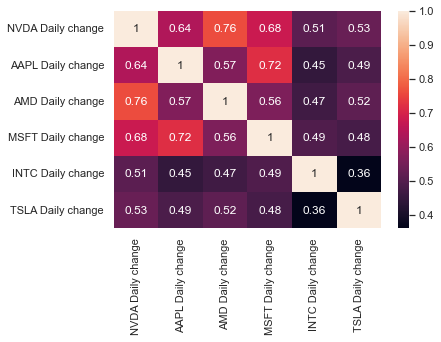 NVDA Daily change 1 0.64 0.76 0.68 0.51 0.53
AAPL Daily change 0.64 1 0.57 0.72 0.45 0.49
AMD Daily change 0.76 0.57 1 0.56 0.47 0.52
MSFT Daily change 0.68 0.72 0.56 1 0.49 0.48
INTC Daily change 0.51 0.45 0.47 0.49 1 0.36
TSLA Daily change 0.53 0.49 0.52 0.48 0.36 1
NVDA Daily change
AAPL Daily change
AMD Daily change
MSFT Daily change
INTC Daily change
TSLA Daily change
1.0
0.9
0.8
0.7
0.6
0.5
0.4